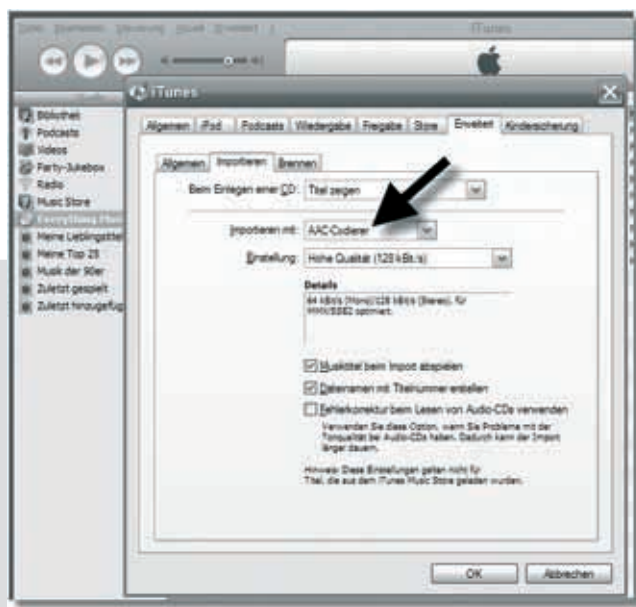 iTunes
iTunes
Bibliothek
Podcasts
Videos
Party-Jukebox
Radio
Music Store
Meine Lieblingstitel
Meine Top 25
Musik der 90er
Zuletzt gespielt
Zuletzt hinzugefüg
Allgemein iPod Podcasts Wiedergabe Freigabe Store Erweitert Kindersicherung
Allgemein Importieren Brennen
Beim Einlegen einer CD: Titel zeigen
Importieren mit: AAC-Codierer
Einstellung: Hohe Qualität (128 kBit/s)
Details
64 kBit/s (Mono)/128 kBit/s (Stereo), für
MMX/SSE2 optimiert.
Musiktitel beim Import abspielen
Dateinamen mit Titelnummer erstellen
Fehlerkorrektur beim Lesen von Audio-CDs verwenden
Verwenden Sie diese Option, wenn Sie Probleme mit der
Tonqualität bei Audio-CDs haben. Dadurch kann der Import
länger dauern.
Hinweis: Diese Einstellungen gelten nicht für
Titel, die aus dem iTunes Music Store geladen wurden.
OK Abbrechen